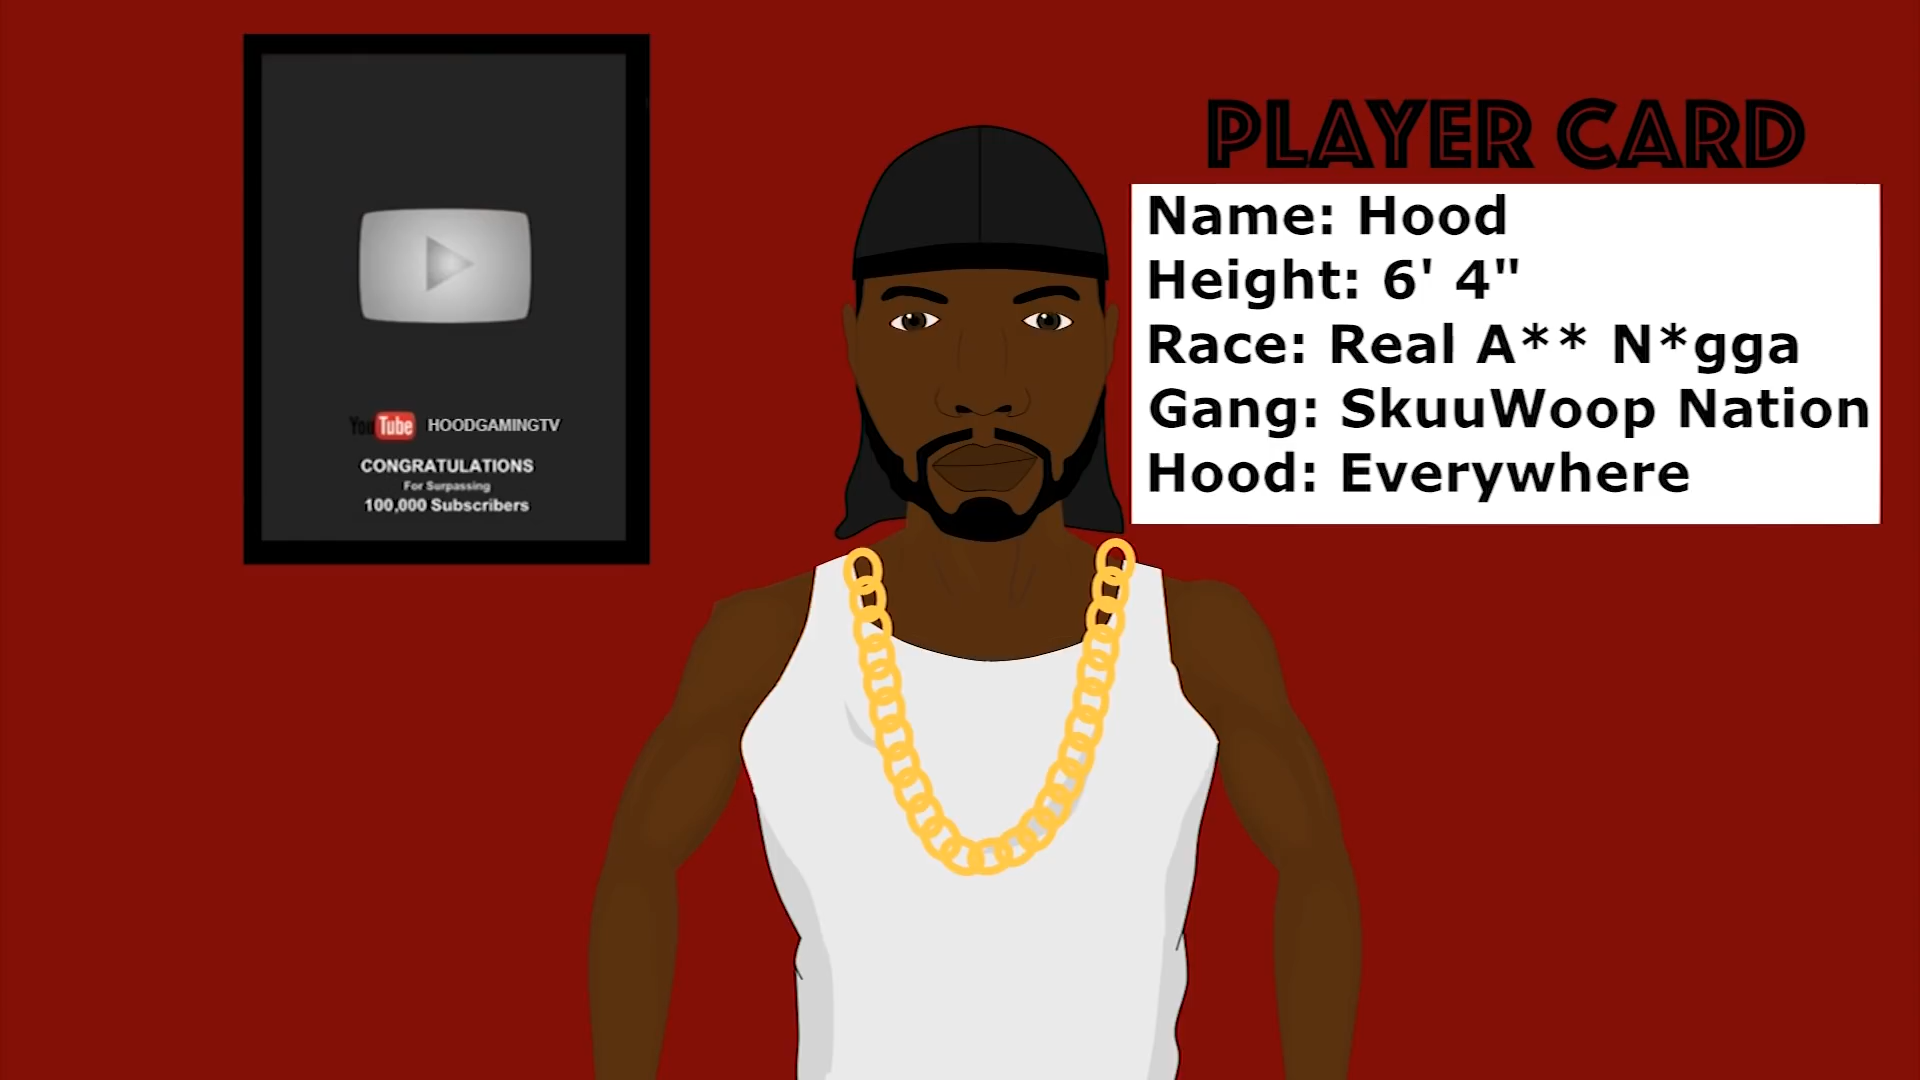 YouTube HOODGAMINGTV
CONGRATULATIONS
For Surpassing
100,000 Subscribers
PLAYER CARD
Name: Hood
Height: 6' 4"
Race: Real A** N*gga
Gang: SkuuWoop Nation
Hood: Everywhere